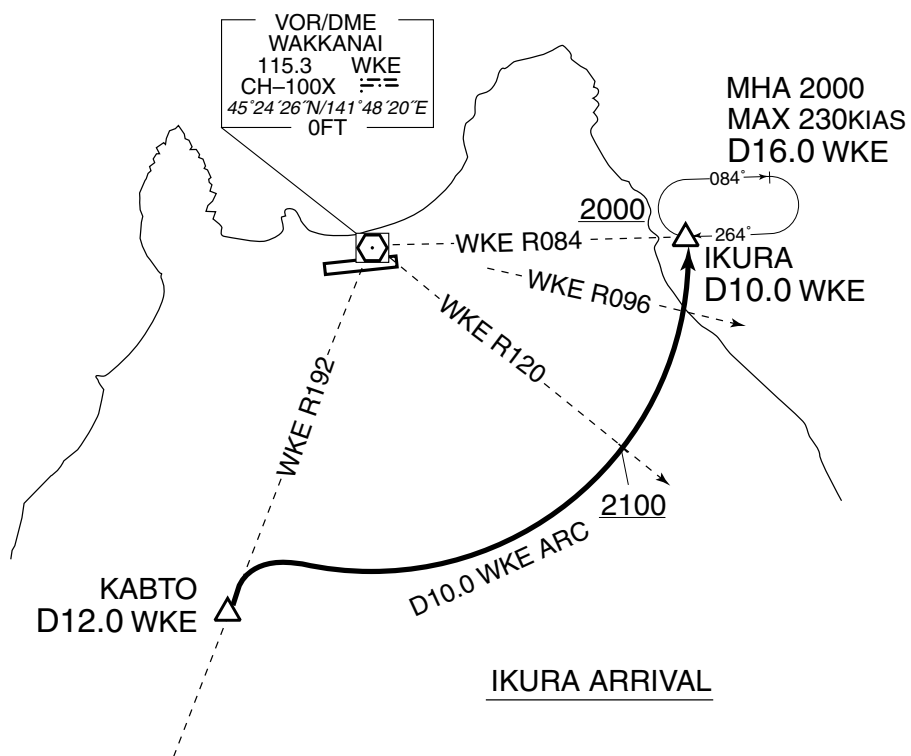 VOR/DME
WAKKANAI
115.3 WKE
CH–100X
45°24´26˝N/141°48´20˝E
0FT
MHA 2000
MAX 230KIAS
D16.0 WKE
084°
264°
2000
WKE R084
IKURA
D10.0 WKE
WKE R096
WKE R120
WKE R192
2100
D10.0 WKE ARC
KABTO
D12.0 WKE
IKURA ARRIVAL